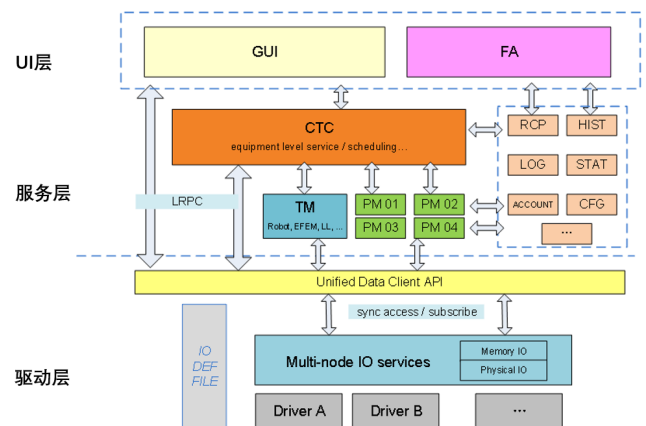 UI层
GUI
FA
CTC
equipment level service / scheduling…
RCP
HIST
LOG
STAT
服务层
LRPC
TM
Robot, EFEM, LL, ...
PM 01
PM 02
PM 03
PM 04
ACCOUNT
CFG
...
Unified Data Client API
sync access / subscribe
IO
DEF
FILE
Multi-node IO services
Memory IO
Physical IO
驱动层
Driver A
Driver B
...